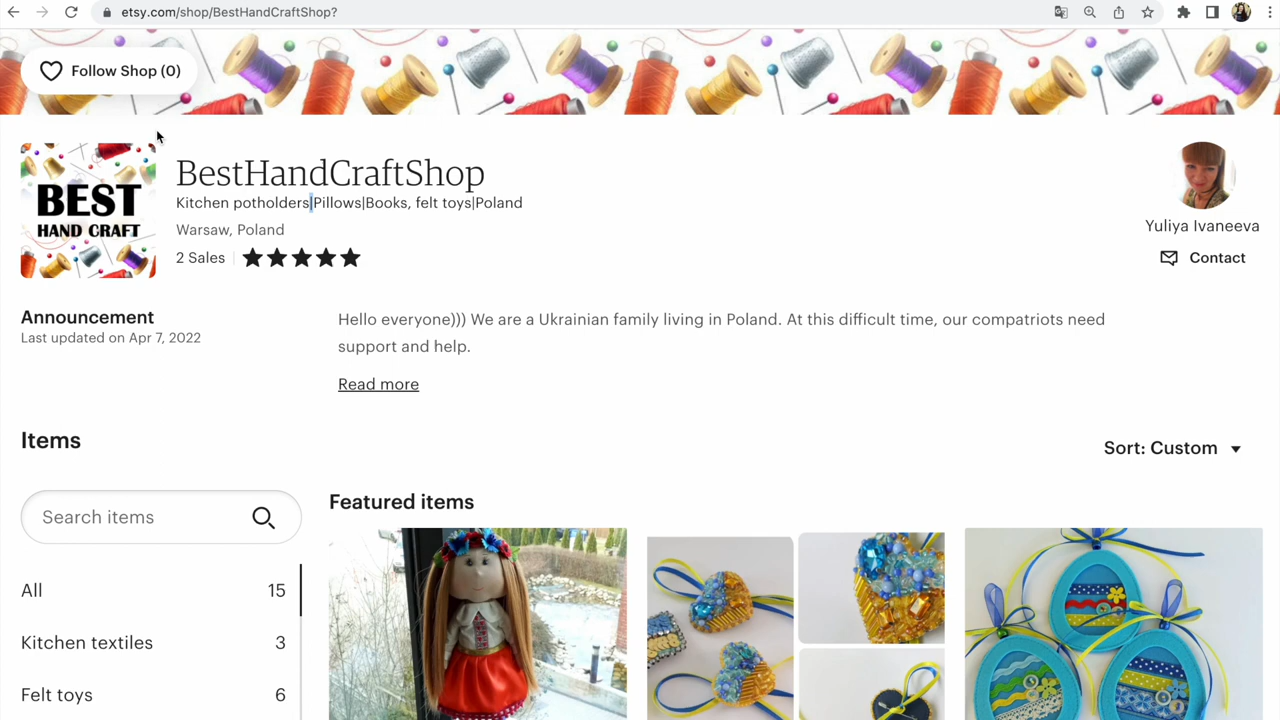 etsy.com/shop/BestHandCraftShop?
Follow Shop (0)
BEST
HAND CRAFT
BestHandCraftShop
Kitchen potholders|Pillows|Books, felt toys|Poland
Warsaw, Poland
2 Sales
Yuliya Ivaneeva
Contact
Announcement
Last updated on Apr 7, 2022
Hello everyone))) We are a Ukrainian family living in Poland. At this difficult time, our compatriots need
support and help.
Read more
Items
Sort: Custom
Search items
Featured items
All 15
Kitchen textiles 3
Felt toys 6